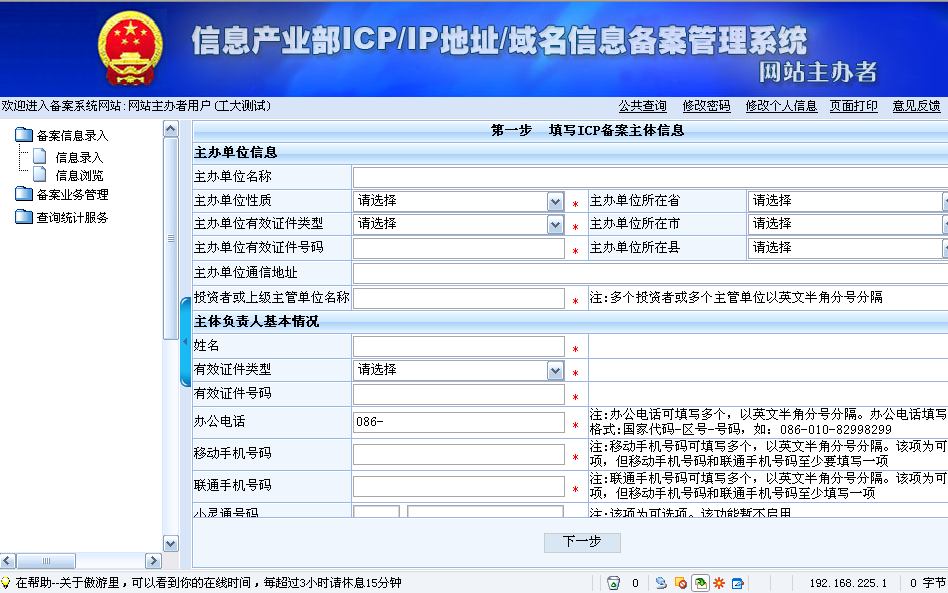 信息产业部ICP/IP地址/域名信息备案管理系统
网站主办者
欢迎进入备案系统网站:网站主办者用户(工大测试)
公共查询 修改密码 修改个人信息 页面打印 意见反馈
备案信息录入
信息录入
信息浏览
备案业务管理
查询统计服务
第一步 填写ICP备案主体信息
主办单位信息
主办单位名称
主办单位性质 请选择 * 主办单位所在省 请选择
主办单位有效证件类型 请选择 * 主办单位所在市 请选择
主办单位有效证件号码 * 主办单位所在县 请选择
主办单位通信地址
投资者或上级主管单位名称 * 注:多个投资者或多个主管单位以英文半角分号分隔
主体负责人基本情况
姓名 *
有效证件类型 请选择 *
有效证件号码 *
办公电话 086- * 注:办公电话可填写多个，以英文半角分号分隔。办公电话填写
格式:国家代码-区号-号码，如：086-010-82998299
移动手机号码 * 注:移动手机号码可填写多个，以英文半角分号分隔。该项为可
项，但移动手机号码和联通手机号码至少要填写一项
联通手机号码 * 注:联通手机号码可填写多个，以英文半角分号分隔。该项为可
项，但移动手机号码和联通手机号码至少填写一项
小灵通号码 注:该项为可选项。该功能暂不启用
下一步
在帮助--关于傲游里，可以看到你的在线时间，每超过3小时请休息15分钟
0 192.168.225.1 0 字节